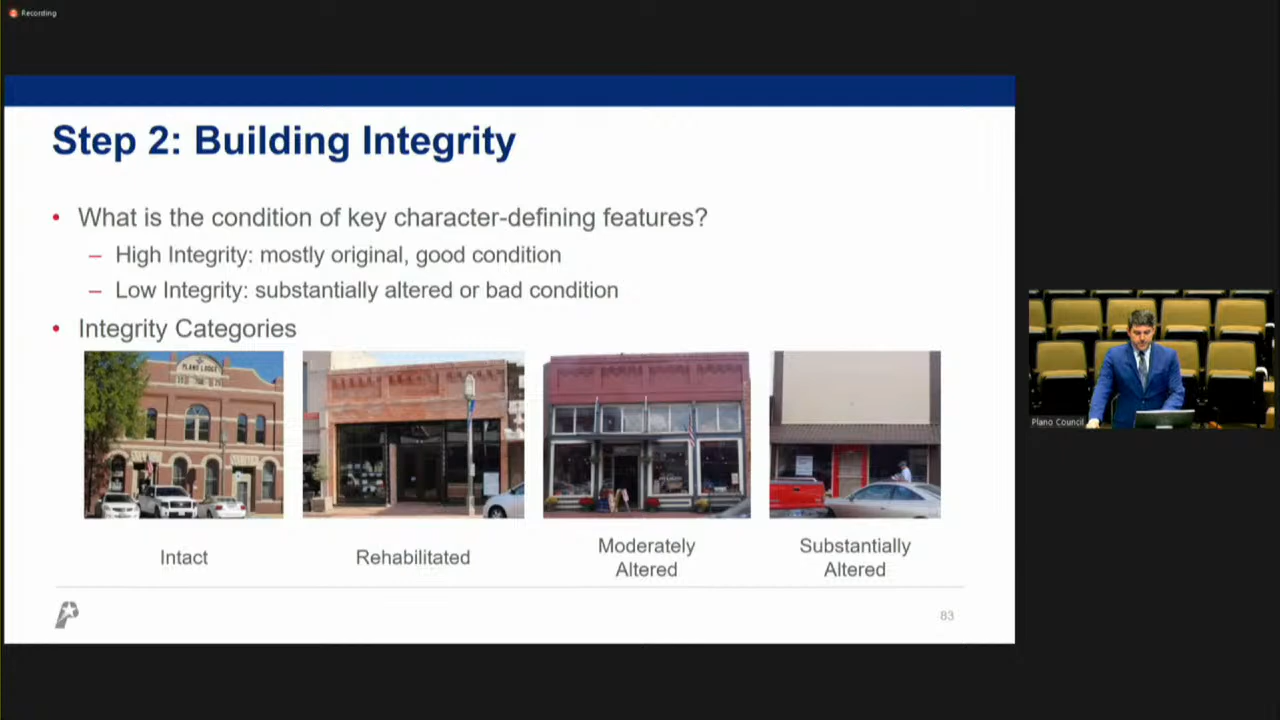 Recording
Step 2: Building Integrity
• What is the condition of key character-defining features?
– High Integrity: mostly original, good condition
– Low Integrity: substantially altered or bad condition
• Integrity Categories
PLANO LODGE
Intact
Rehabilitated
Moderately
Altered
Substantially
Altered
83
Plano Council